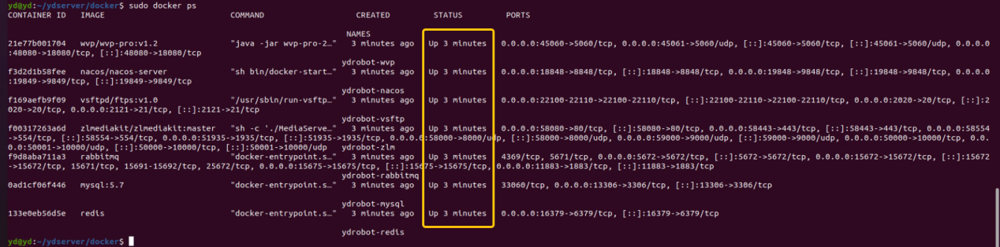 yd@yd:~/ydserver/docker$ sudo docker ps
CONTAINER ID   IMAGE                          COMMAND                  CREATED         STATUS         PORTS
NAMES
21e77b001704   wvp/wvp-pro:v1.2               "java -jar wvp-pro-2…"   3 minutes ago   Up 3 minutes   0.0.0.0:45060->5060/tcp, 0.0.0.0:45061->5060/udp, [::]:45060->5060/tcp, [::]:45061->5060/udp, 0.0.0.0
:48080->18080/tcp, [::]:48080->18080/tcp
ydrobot-wvp
f3d2d1b58fee   nacos/nacos-server             "sh bin/docker-start…"   3 minutes ago   Up 3 minutes   0.0.0.0:18848->8848/tcp, [::]:18848->8848/tcp, 0.0.0.0:19848->9848/tcp, [::]:19848->9848/tcp, 0.0.0.0
:19849->9849/tcp, [::]:19849->9849/tcp
ydrobot-nacos
f169aefb9f09   vsftpd/ftps:v1.0               "/usr/sbin/run-vsftp…"   3 minutes ago   Up 3 minutes   0.0.0.0:22100-22110->22100-22110/tcp, [::]:22100-22110->22100-22110/tcp, 0.0.0.0:2020->20/tcp, [::]:2
020->20/tcp, 0.0.0.0:2121->21/tcp, [::]:2121->21/tcp
ydrobot-vsftp
f00317263a6d   zlmediakit/zlmediakit:master   "sh -c './MediaServe…"   3 minutes ago   Up 3 minutes   0.0.0.0:58080->80/tcp, [::]:58080->80/tcp, 0.0.0.0:58443->443/tcp, [::]:58443->443/tcp, 0.0.0.0:58554
->554/tcp, [::]:58554->554/tcp, 0.0.0.0:51935->1935/tcp, [::]:51935->1935/tcp, 0.0.0.0:58000->8000/udp, [::]:58000->8000/udp, 0.0.0.0:59000->9000/udp, [::]:59000->9000/udp, 0.0.0.0:50000->10000/tcp, 0.0.
0.0:50001->10000/udp, [::]:50000->10000/tcp, [::]:50001->10000/udp   ydrobot-zlm
f9d8aba711a3   rabbitmq                       "docker-entrypoint.s…"   3 minutes ago   Up 3 minutes   4369/tcp, 5671/tcp, 0.0.0.0:5672->5672/tcp, [::]:5672->5672/tcp, 0.0.0.0:15672->15672/tcp, [::]:15672
->15672/tcp, 15671/tcp, 15691-15692/tcp, 25672/tcp, 0.0.0.0:15675->15675/tcp, [::]:15675->15675/tcp, 0.0.0.0:11883->1883/tcp, [::]:11883->1883/tcp
ydrobot-rabbitmq
0ad1cf06f446   mysql:5.7                      "docker-entrypoint.s…"   3 minutes ago   Up 3 minutes   33060/tcp, 0.0.0.0:13306->3306/tcp, [::]:13306->3306/tcp
ydrobot-mysql
133e0eb56d5e   redis                          "docker-entrypoint.s…"   3 minutes ago   Up 3 minutes   0.0.0.0:16379->6379/tcp, [::]:16379->6379/tcp
ydrobot-redis
yd@yd:~/ydserver/docker$